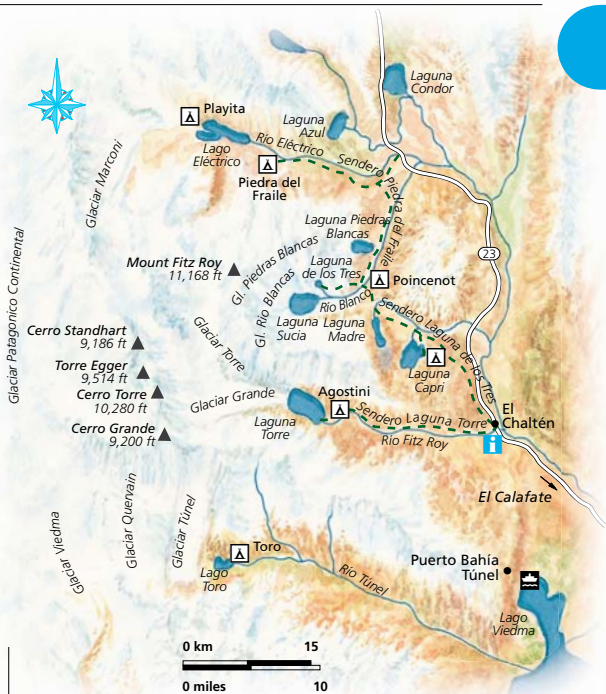 Laguna
Condor
Playita
Laguna
Azul
Lago
Eléctrico
Rio Eléctrico
Sendero Piedra del Fraile
Piedra del
Fraile
Glaciar Marconi
Laguna Piedras
Blancas
Glaciar Patagonico Continental
Mount Fitz Roy
11,168 ft
Gl. Piedras Blancas
Gl. Rio Blancas
Laguna
de los Tres
23
Poincenot
Rio Blanco
Laguna
Sucia
Laguna
Madre
Sendero Laguna de los Tres
Cerro Standhart
9,186 ft
Glaciar Torre
Torre Egger
9,514 ft
Laguna
Capri
Cerro Torre
10,280 ft
Glaciar Grande
Agostini
El
Chaltén
Cerro Grande
9,200 ft
Laguna
Torre
Sendero Laguna Torre
Rio Fitz Roy
i
El Calafate
Glaciar Viedma
Glaciar Quervain
Glaciar Túnel
Toro
Lago
Toro
Rio Túnel
Puerto Bahía
Túnel
Lago
Viedma
0 km 15
0 miles 10